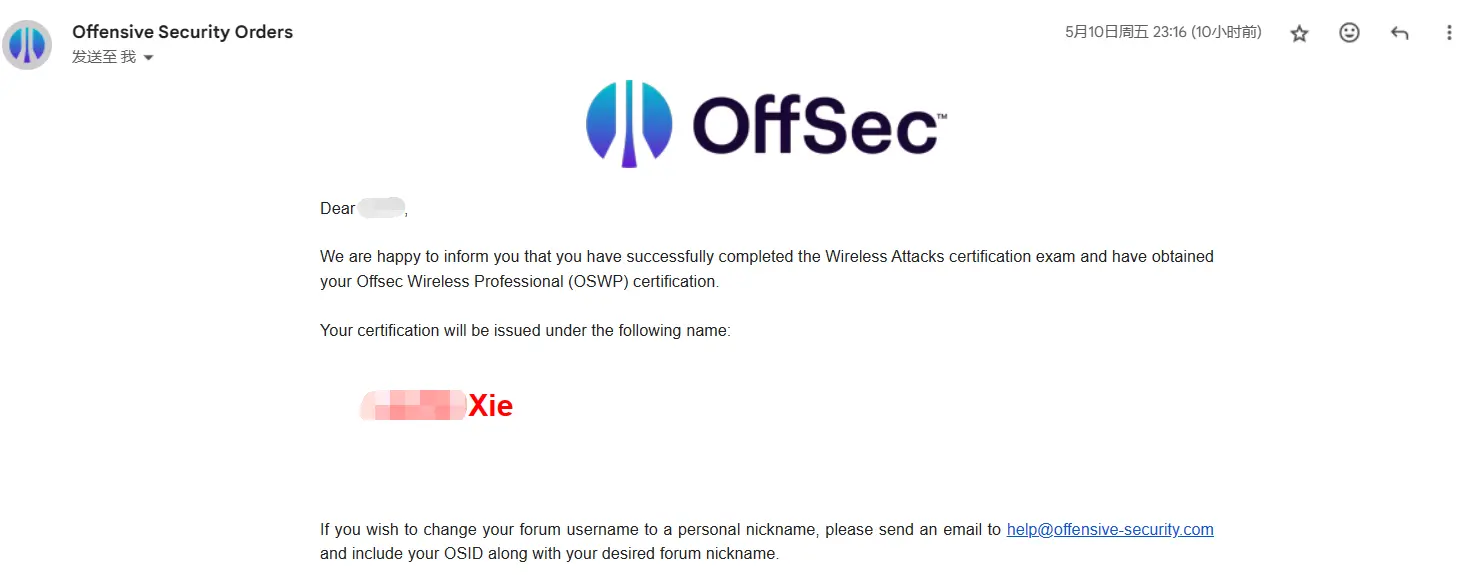 Offensive Security Orders
发送至 我
5月10日周五 23:16 (10小时前)
OffSec™
Dear ,
We are happy to inform you that you have successfully completed the Wireless Attacks certification exam and have obtained
your Offsec Wireless Professional (OSWP) certification.
Your certification will be issued under the following name:
Xie
If you wish to change your forum username to a personal nickname, please send an email to help@offensive-security.com
and include your OSID along with your desired forum nickname.